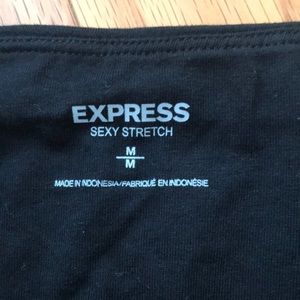 EXPRESS
SEXY STRETCH
M
M
MADE IN INDONESIA/FABRIQUÉ EN INDONÉSIE